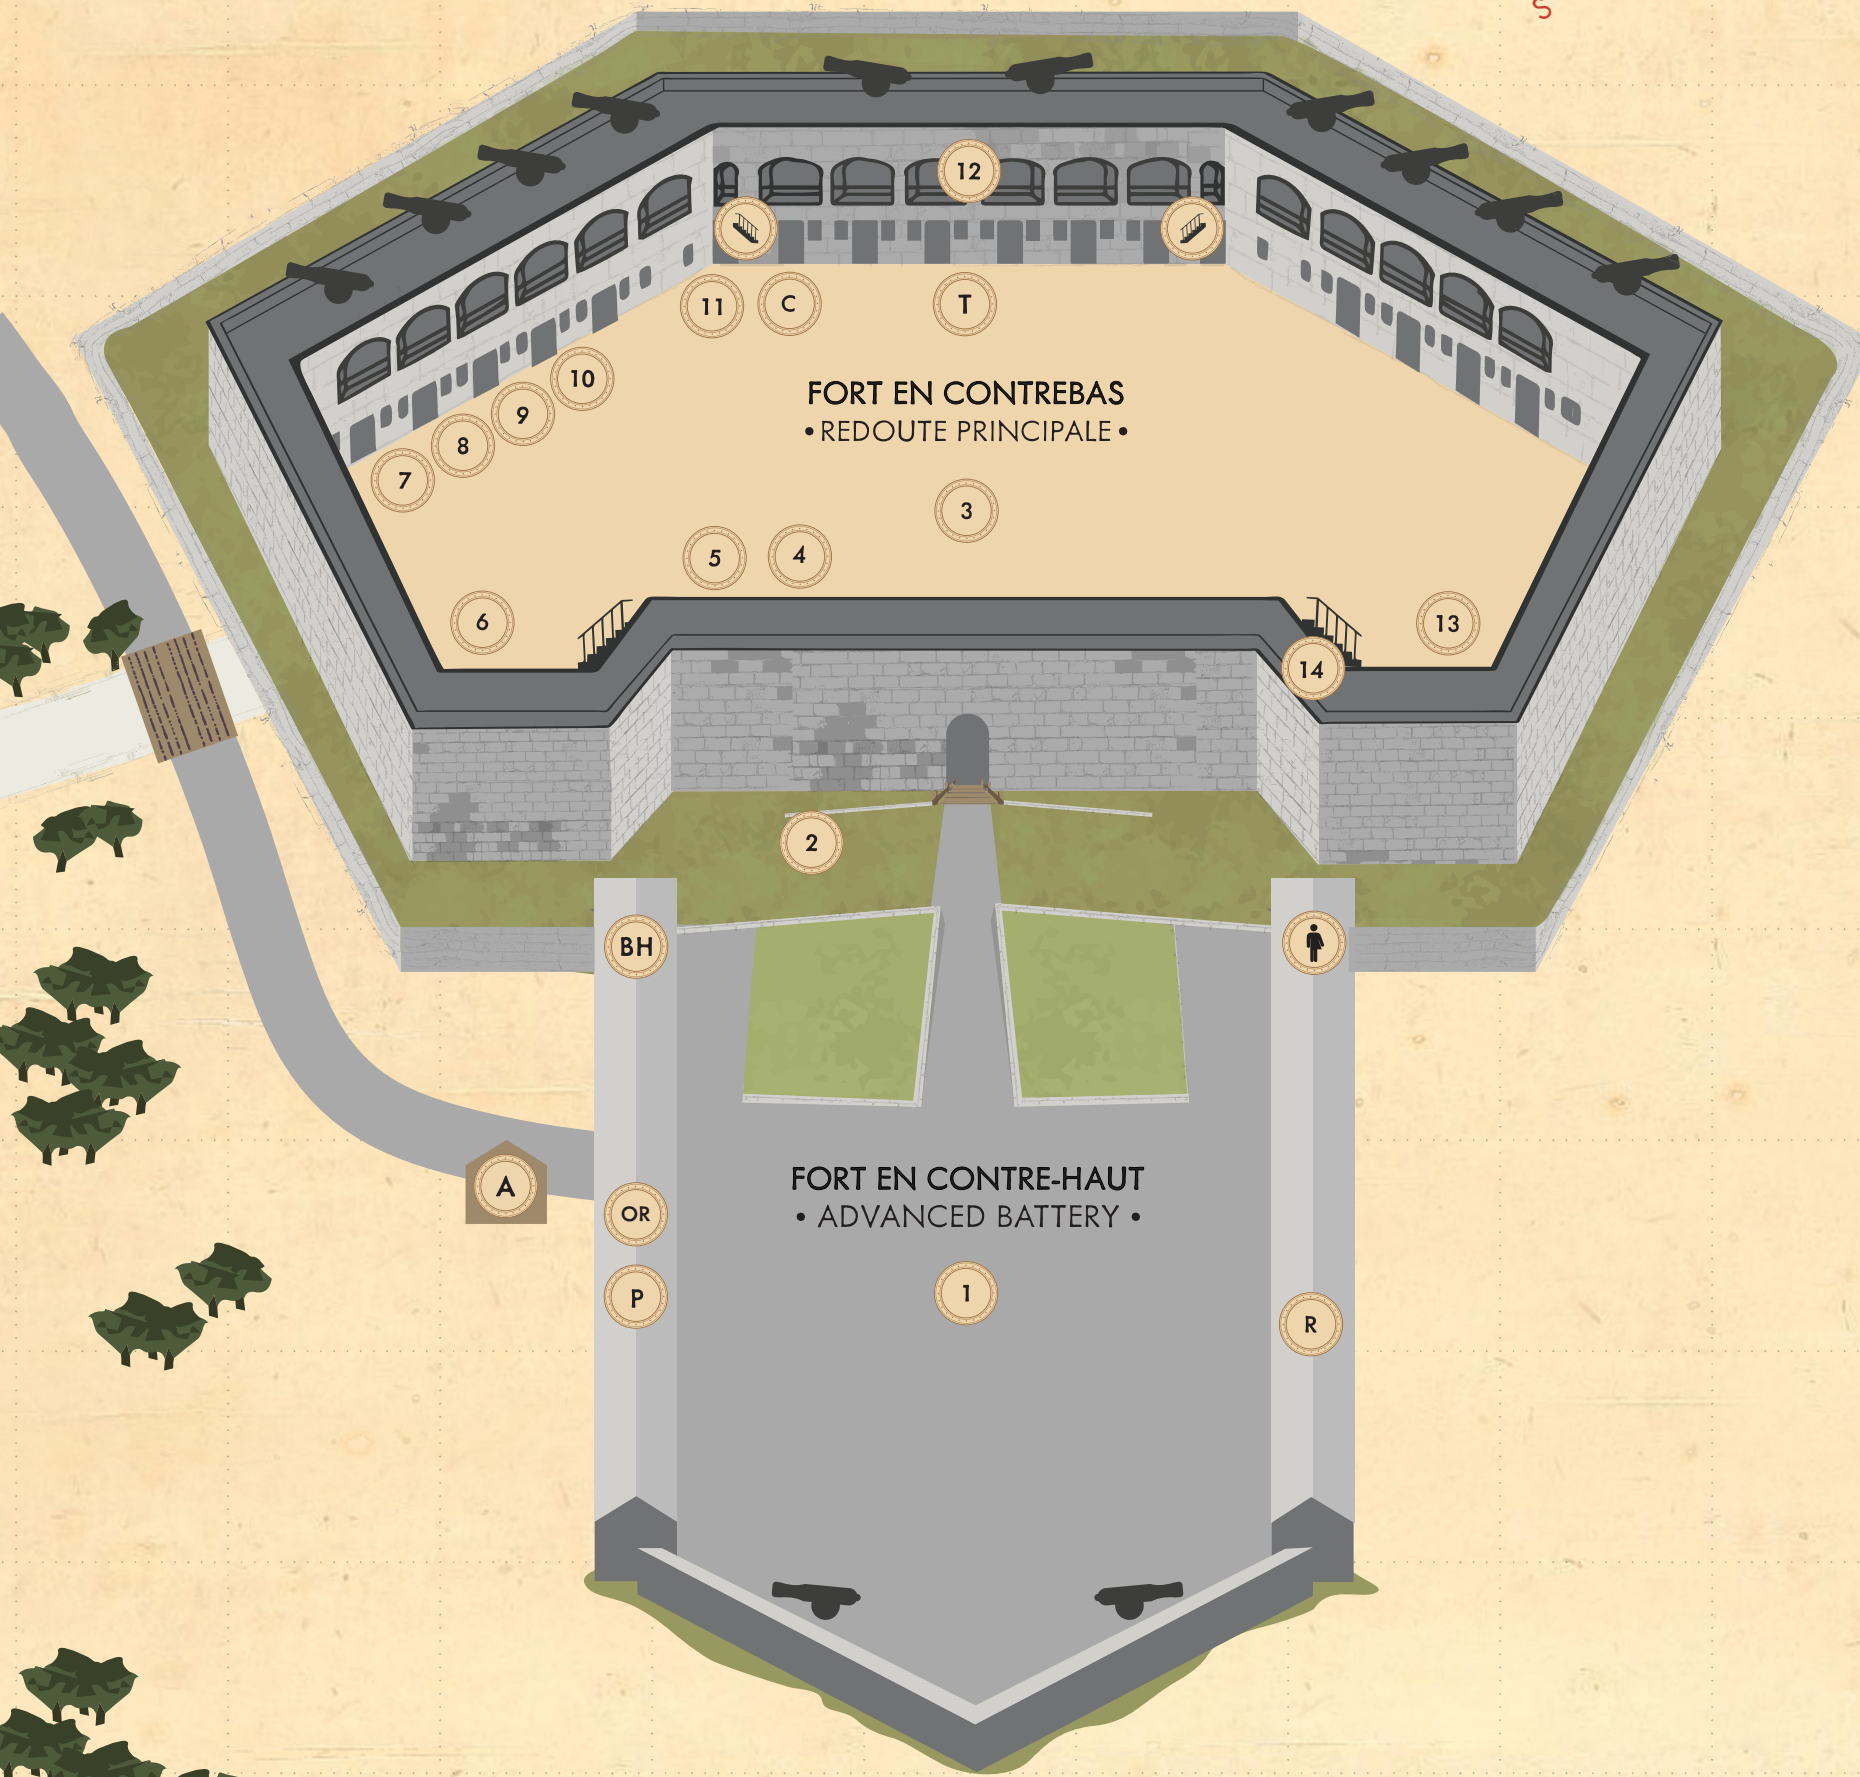 S
12
11
C
T
10
9
8
7
FORT EN CONTREBAS
• REDOUTE PRINCIPALE •
3
5
4
6
13
14
2
BH
A
OR
P
FORT EN CONTRE-HAUT
• ADVANCED BATTERY •
1
R